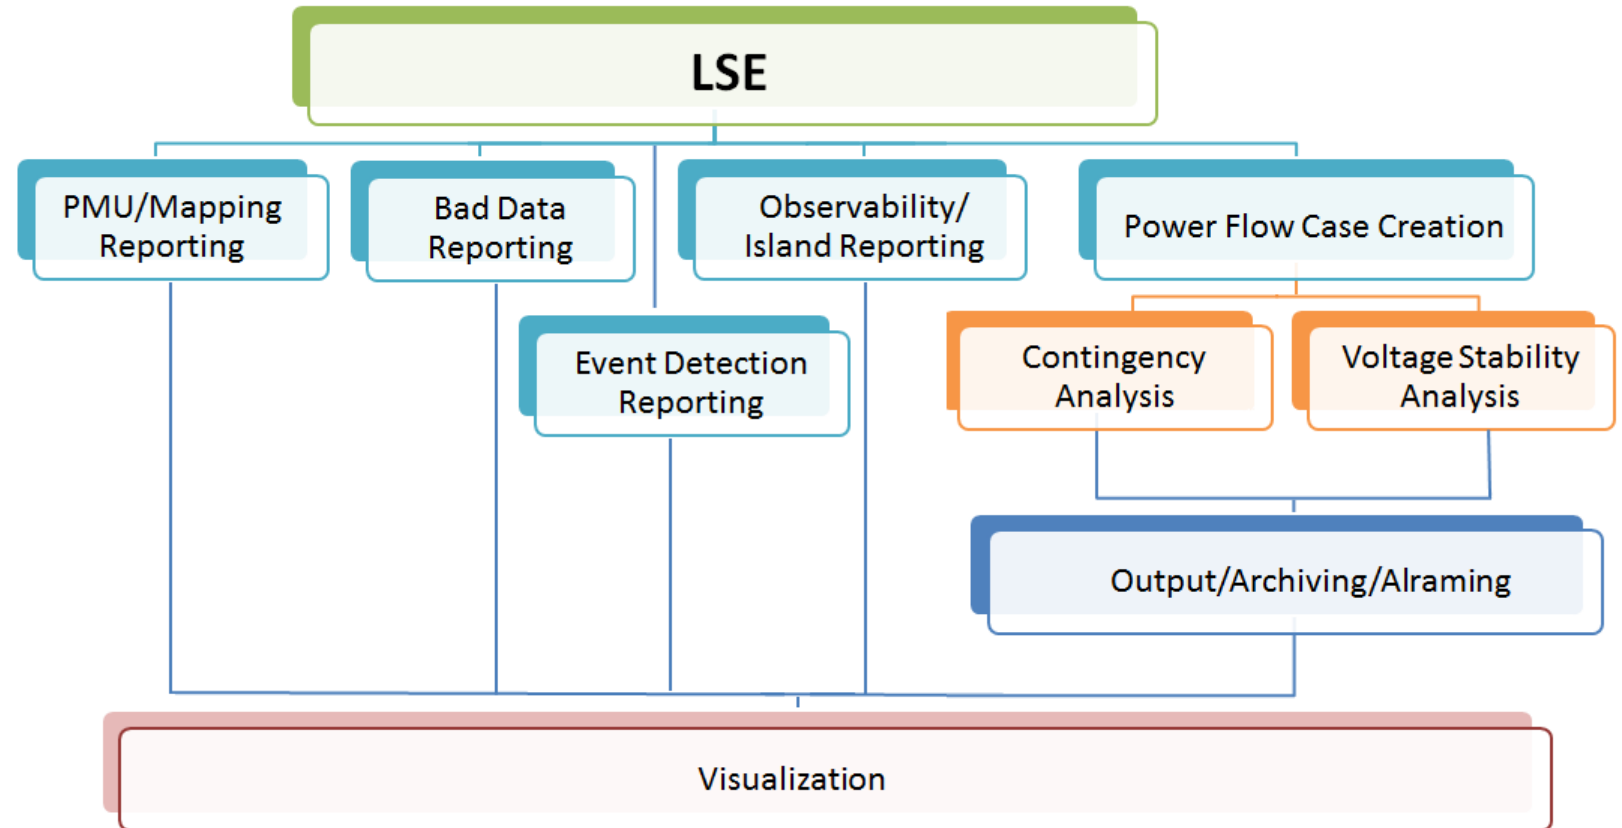 LSE
PMU/Mapping
Reporting
Bad Data
Reporting
Observability/
Island Reporting
Power Flow Case Creation
Event Detection
Reporting
Contingency
Analysis
Voltage Stability
Analysis
Output/Archiving/Alraming
Visualization